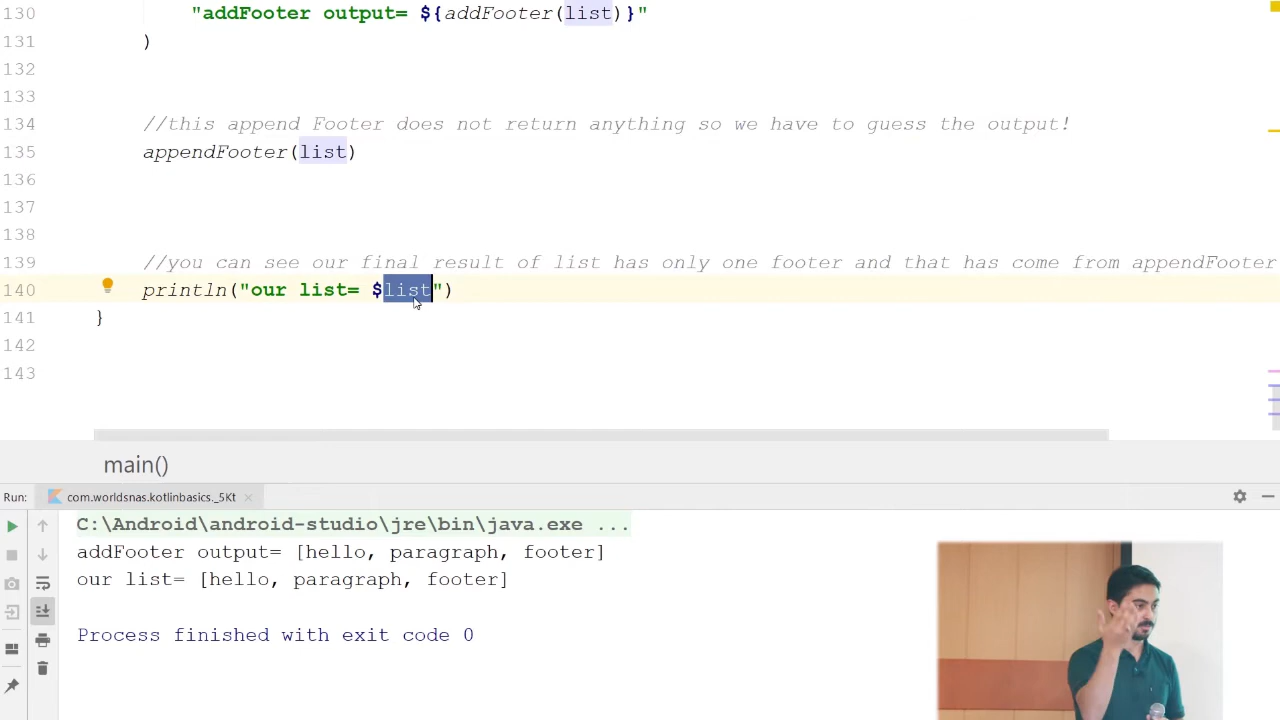 130 "addFooter output= ${addFooter(list)}"
131 )
132
133
134 //this append Footer does not return anything so we have to guess the output!
135 appendFooter(list)
136
137
138
139 //you can see our final result of list has only one footer and that has come from appendFooter
140 println("our list= $list")
141 }
142
143
main()
Run: com.worldsnas.kotlinbasics._5Kt
C:\Android\android-studio\jre\bin\java.exe ...
addFooter output= [hello, paragraph, footer]
our list= [hello, paragraph, footer]
Process finished with exit code 0